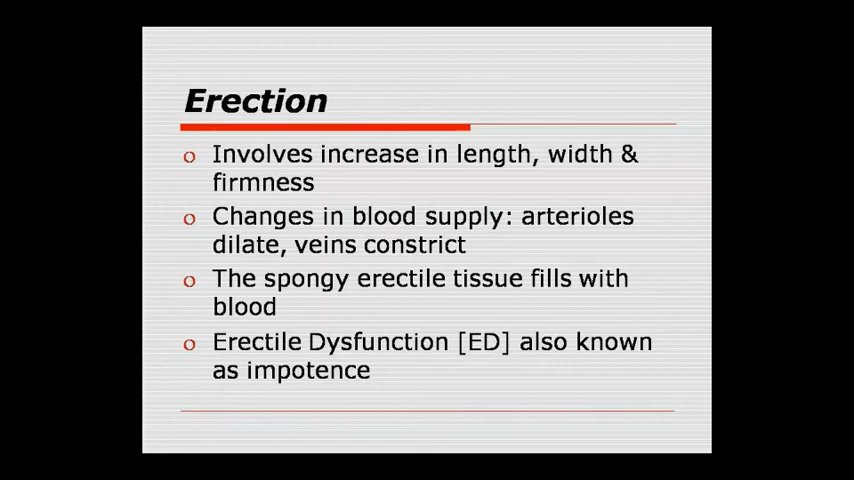 Erection
o Involves increase in length, width &
firmness
o Changes in blood supply: arterioles
dilate, veins constrict
o The spongy erectile tissue fills with
blood
o Erectile Dysfunction [ED] also known
as impotence